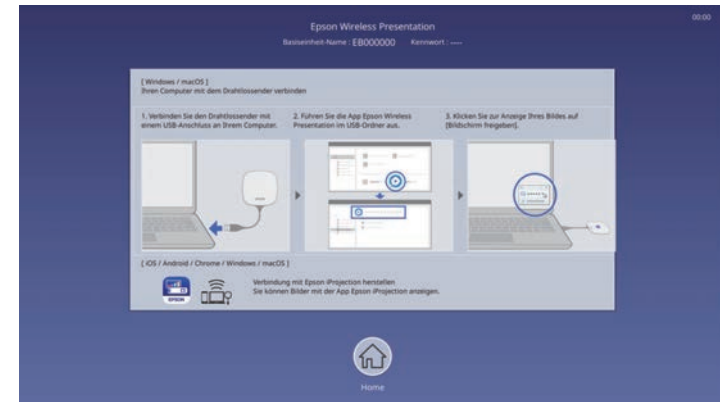 00:00
Epson Wireless Presentation
Basiseinheit-Name : EB000000 Kennwort : ----
[ Windows / macOS ]
Ihren Computer mit dem Drahtlossender verbinden
1. Verbinden Sie den Drahtlossender mit
einem USB-Anschluss an Ihrem Computer.
2. Führen Sie die App Epson Wireless
Presentation im USB-Ordner aus.
3. Klicken Sie zur Anzeige Ihres Bildes auf
[Bildschirm freigeben].
[ iOS / Android / Chrome / Windows / macOS ]
EPSON
Verbindung mit Epson iProjection herstellen
Sie können Bilder mit der App Epson iProjection anzeigen.
Home